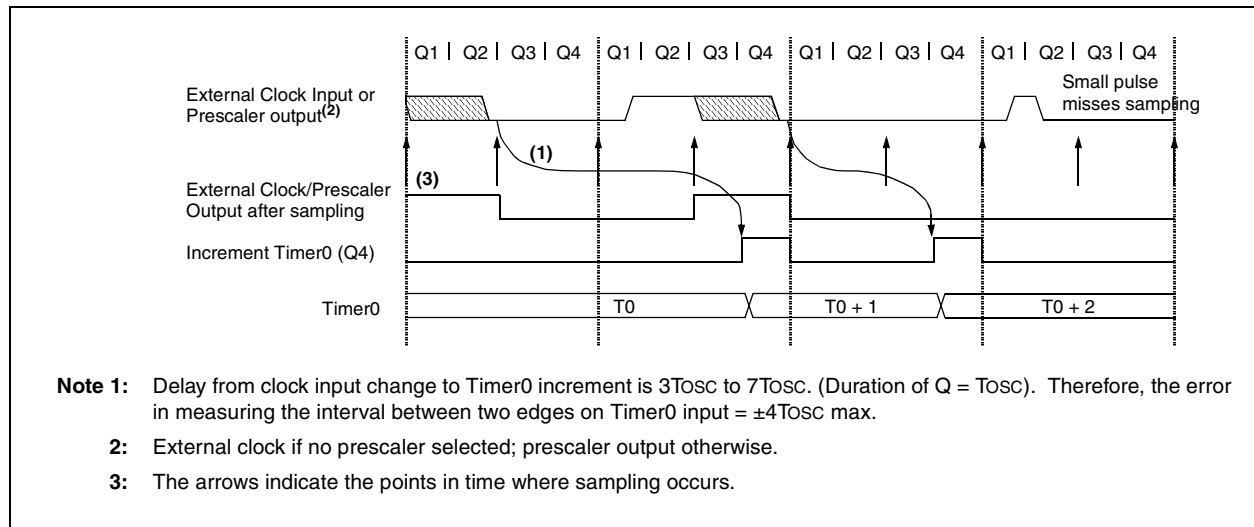 Q1 | Q2 | Q3 | Q4 Q1 | Q2 | Q3 | Q4 Q1 | Q2 | Q3 | Q4 Q1 | Q2 | Q3 | Q4
External Clock Input or
Prescaler output(2)
Small pulse
misses sampling
(1)
(3)
External Clock/Prescaler
Output after sampling
Increment Timer0 (Q4)
Timer0 T0 T0 + 1 T0 + 2
Note 1: Delay from clock input change to Timer0 increment is 3TOSC to 7TOSC. (Duration of Q = TOSC). Therefore, the error
in measuring the interval between two edges on Timer0 input = ±4TOSC max.
2: External clock if no prescaler selected; prescaler output otherwise.
3: The arrows indicate the points in time where sampling occurs.